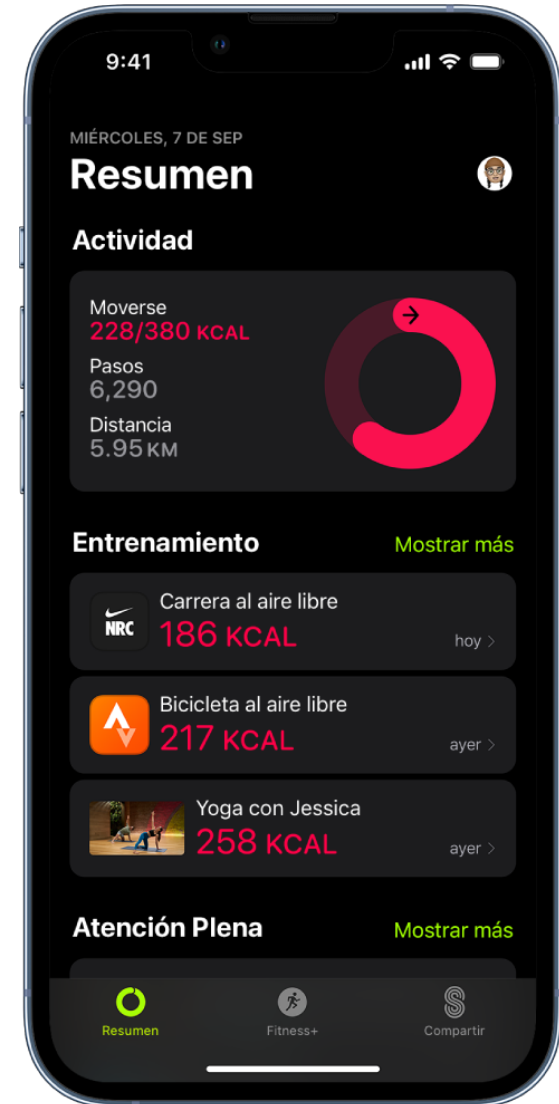 9:41
MIÉRCOLES, 7 DE SEP
Resumen
Actividad
Moverse
228/380 KCAL
Pasos
6,290
Distancia
5.95 KM
Entrenamiento
Mostrar más
NRC
Carrera al aire libre
186 KCAL
hoy
Bicicleta al aire libre
217 KCAL
ayer
Yoga con Jessica
258 KCAL
ayer
Atención Plena
Mostrar más
Resumen
Fitness+
Compartir